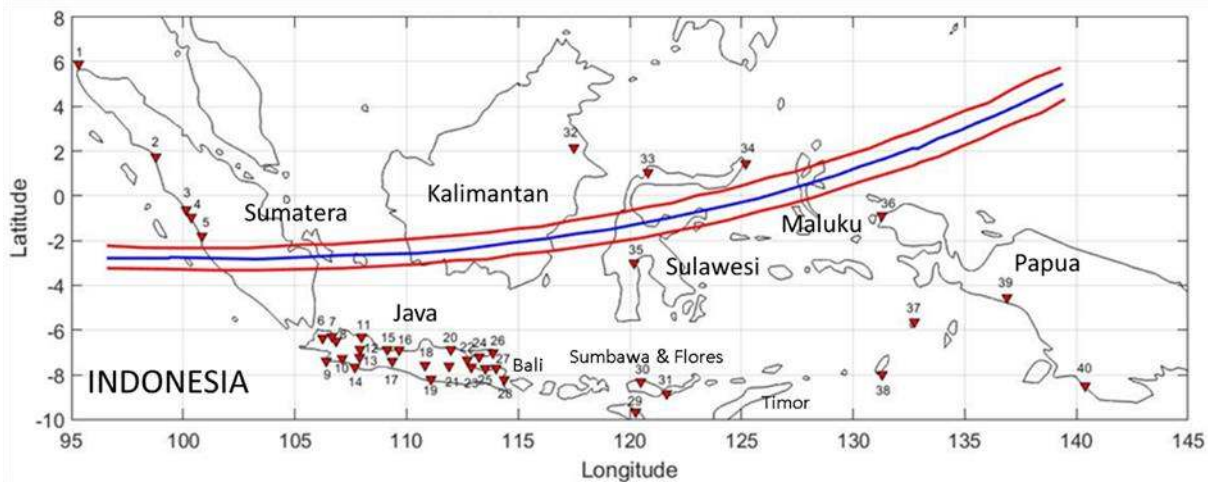 8
6
4
2
0
-2
-4
-6
-8
-10
Latitude
1
2
3
4
5
32
33
34
35
36
37
38
39
40
Kalimantan
Sumatera
Maluku
Sulawesi
Papua
Java
6 7 8 11
15 16 20 24 26
22 27
12
13
18
9 10 14 17 19 21 23 25 28
Bali
Sumbawa & Flores
30
31
29
Timor
INDONESIA
95 100 105 110 115 120 125 130 135 140 145
Longitude